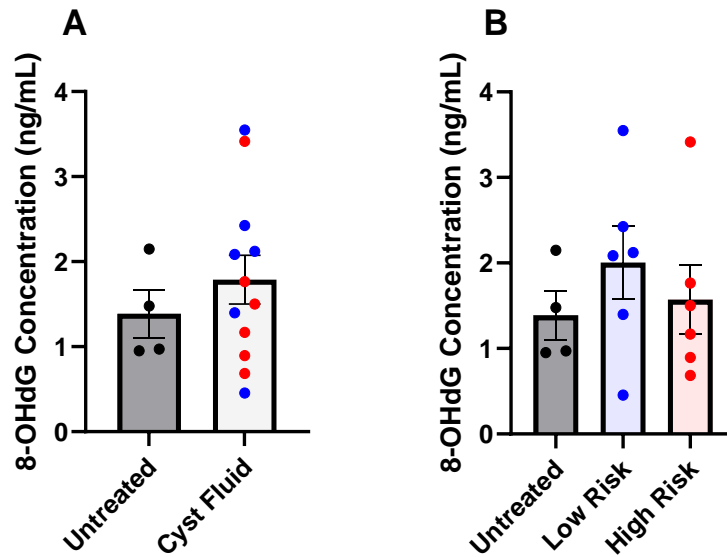 A
8-OHdG Concentration (ng/mL)
4
3
2
1
0
Untreated
Cyst Fluid
B
8-OHdG Concentration (ng/mL)
4
3
2
1
0
Untreated
Low Risk
High Risk